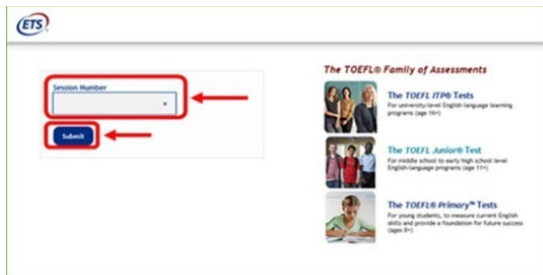 ETS
Session Number
×
Submit
The TOEFL® Family of Assessments
The TOEFL ITP® Tests
For university-level English language learning
programs (age 16+)
The TOEFL Junior® Test
For middle school to early high school level
English-language programs (age 11+)
The TOEFL® Primary™ Tests
For young students, to measure current English
skills and provide a foundation for future success
(ages 8+)